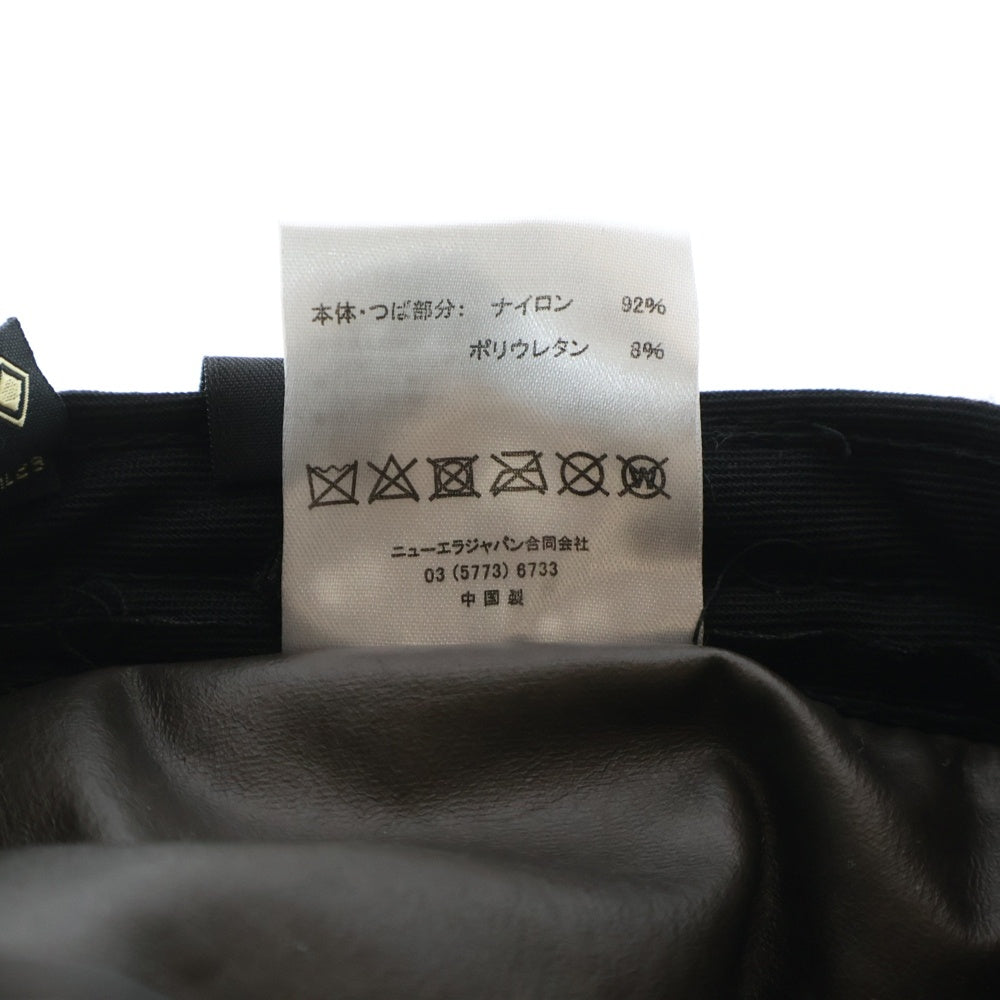 本体・つば部分: ナイロン 92%
ポリウレタン 8%
W
ニューエラジャパン合同会社
03 (5773) 6733
中国製